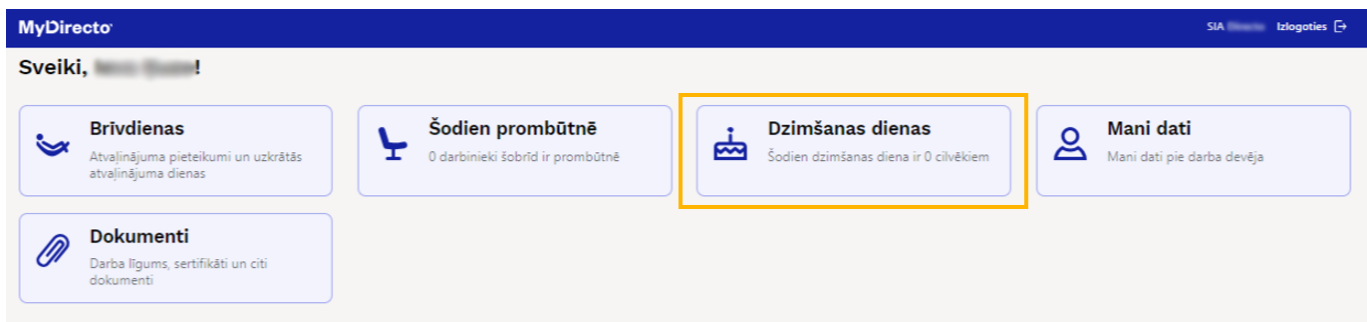 MyDirecto
SIA
Izlogoties
Sveiki, !
Brīvdienas
Atvaļinājuma pieteikumi un uzkrātās
atvaļinājuma dienas
Šodien prombūtnē
0 darbinieki šobrīd ir prombūtnē
Dzimšanas dienas
Šodien dzimšanas diena ir 0 cilvēkiem
Mani dati
Mani dati pie darba devēja
Dokumenti
Darba līgums, sertifikāti un citi
dokumenti